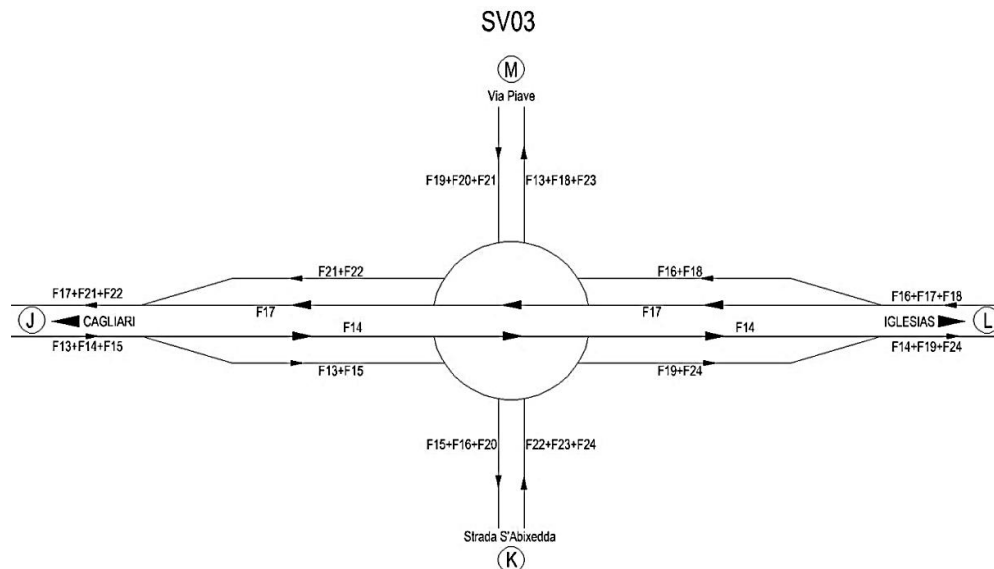 SV03
M
Via Piave
F19+F20+F21 F13+F18+F23
F21+F22 F16+F18
F17+F21+F22 F17 F17 F16+F17+F18
J CAGLIARI F14 F14 IGLESIAS L
F13+F14+F15 F14+F19+F24
F13+F15 F19+F24
F15+F16+F20 F22+F23+F24
Strada S'Abixedda
K